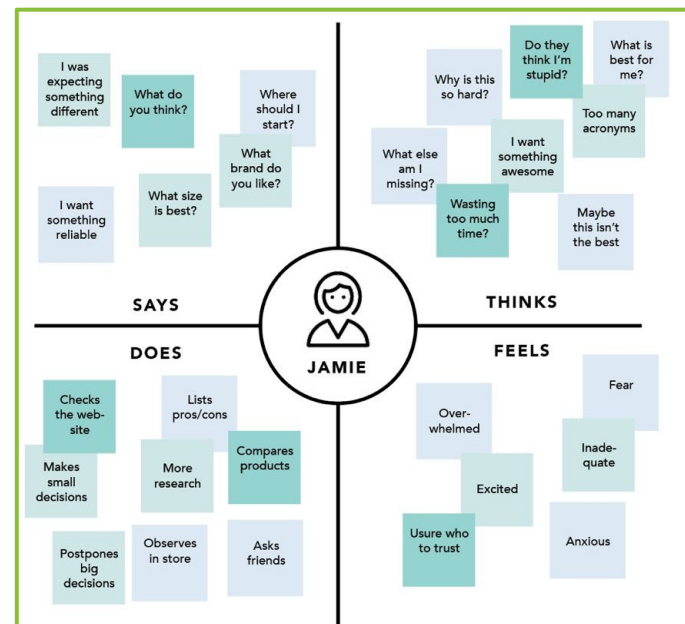 I was
expecting
something
different
What do
you think?
Where
should I
start?
What
brand do
you like?
I want
something
reliable
What size
is best?
SAYS
Do they
think I'm
stupid?
What is
best for
me?
Why is this
so hard?
Too many
acronyms
What else
am I
missing?
I want
something
awesome
Wasting
too much
time?
Maybe
this isn't
the best
THINKS
JAMIE
DOES
Checks
the web-
site
Lists
pros/cons
Compares
products
Makes
small
decisions
More
research
Postpones
big
decisions
Observes
in store
Asks
friends
FEELS
Fear
Over-
whelmed
Inade-
quate
Excited
Usure who
to trust
Anxious